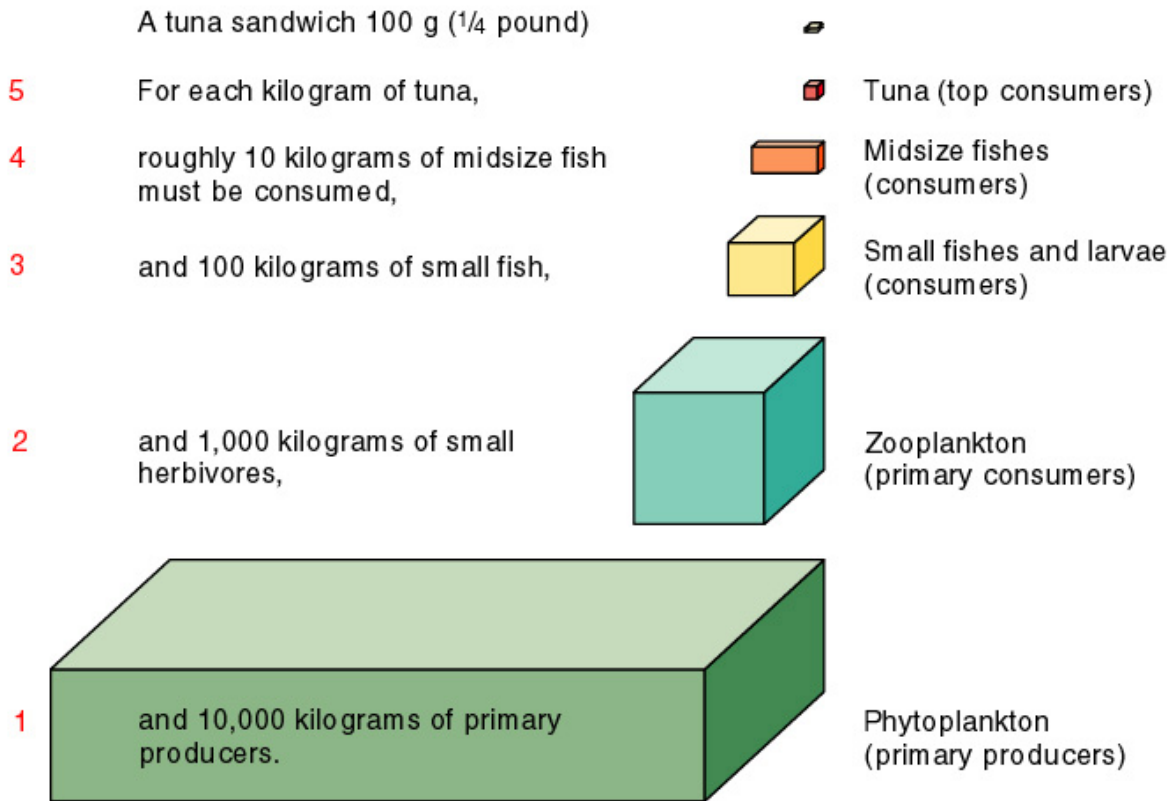 A tuna sandwich 100 g (1/4 pound)
5 For each kilogram of tuna, Tuna (top consumers)
4 roughly 10 kilograms of midsize fish
must be consumed,
Midsize fishes
(consumers)
3 and 100 kilograms of small fish,
Small fishes and larvae
(consumers)
2 and 1,000 kilograms of small
herbivores,
Zooplankton
(primary consumers)
1 and 10,000 kilograms of primary
producers.
Phytoplankton
(primary producers)